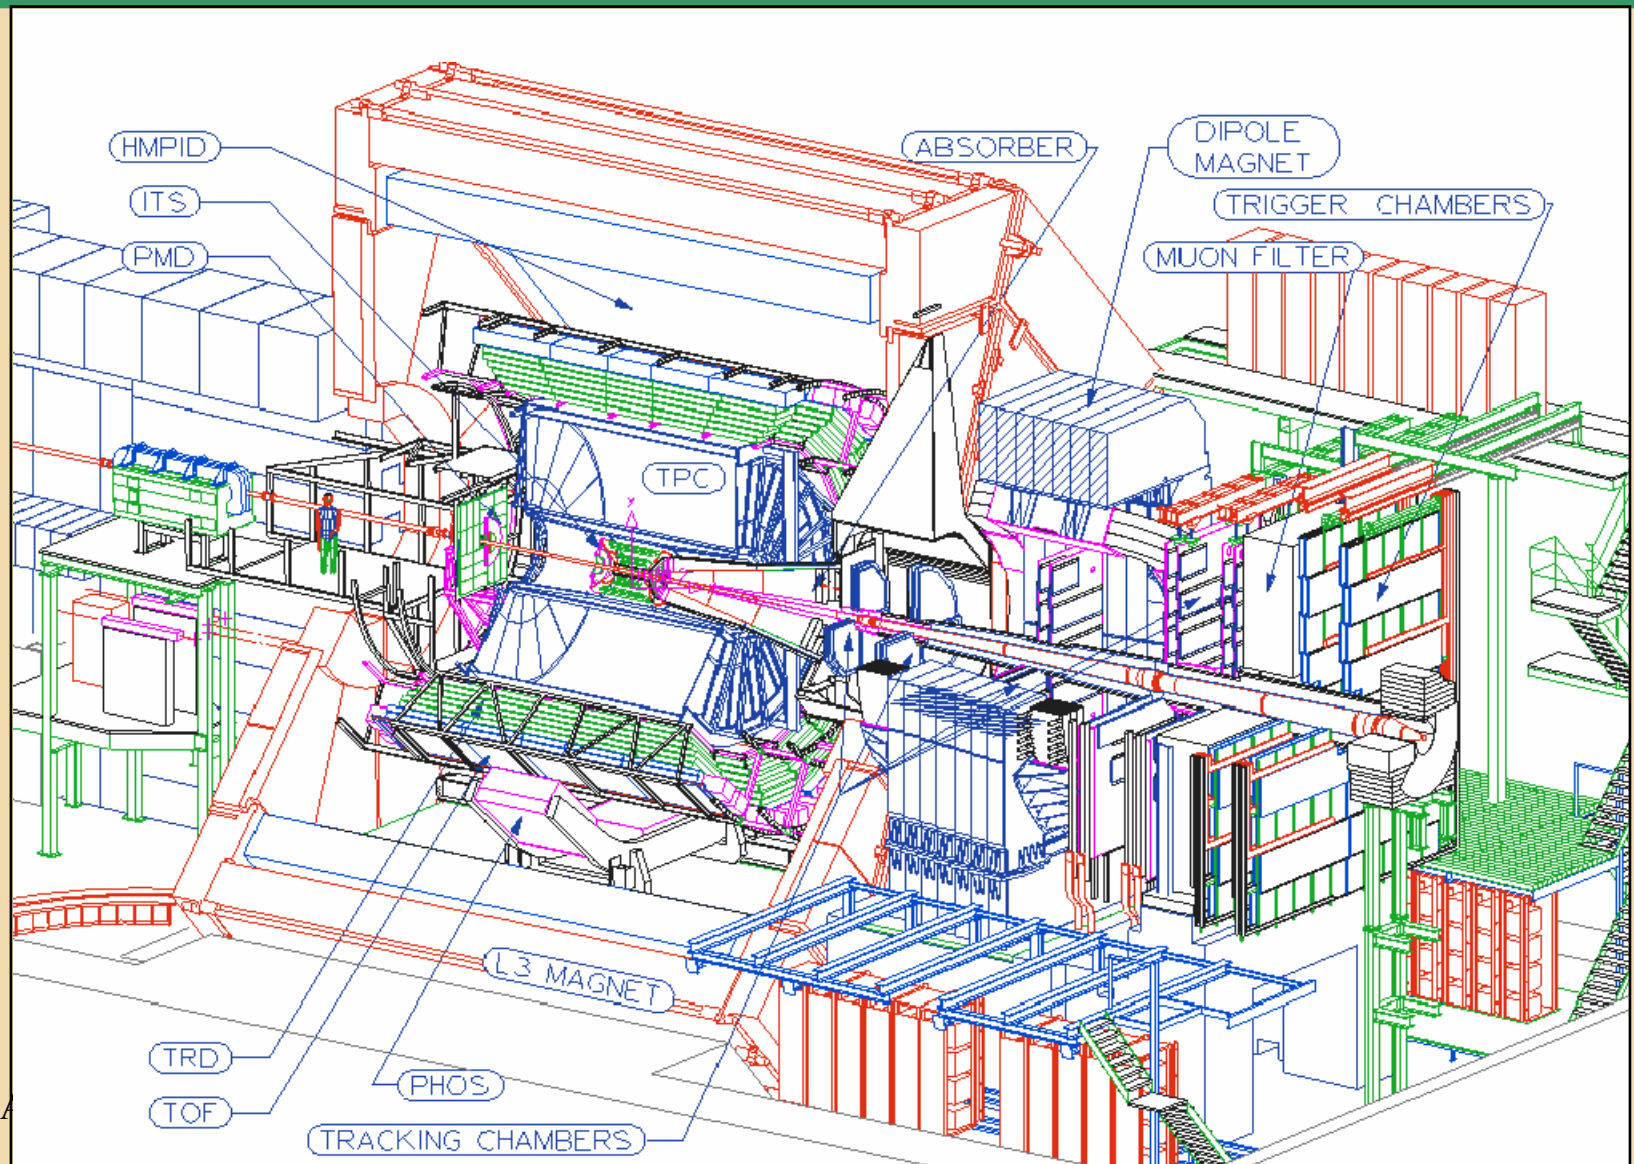 HMPID
ITS
PMD
ABSORBER
DIPOLE
MAGNET
TRIGGER CHAMBERS
MUON FILTER
TPC
L3 MAGNET
TRD
PHOS
TOF
TRACKING CHAMBERS